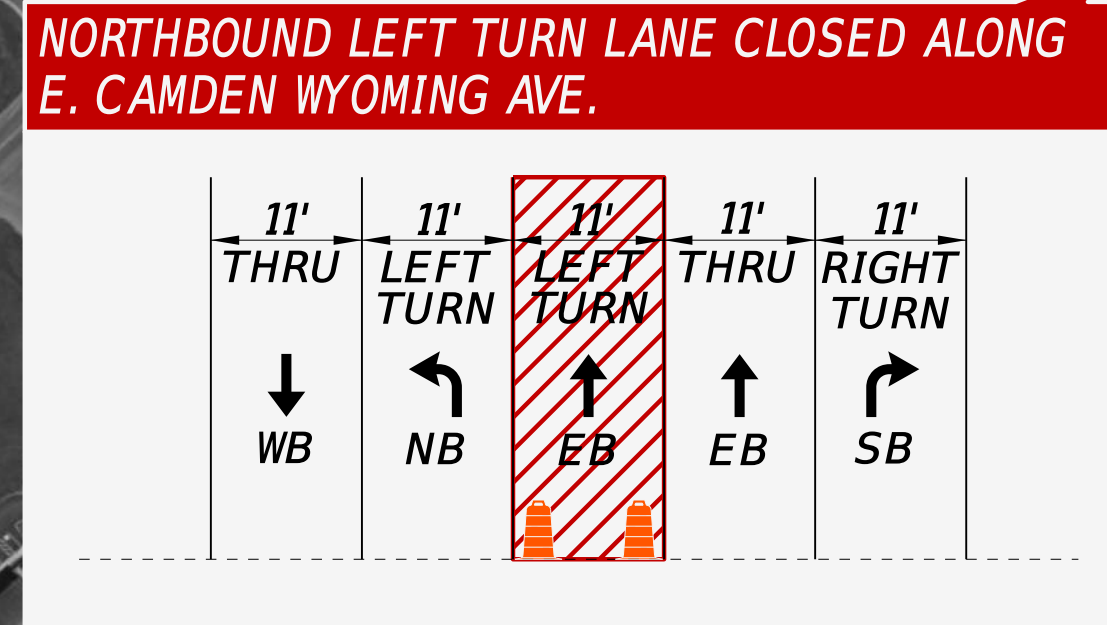 NORTHBOUND LEFT TURN LANE CLOSED ALONG
E. CAMDEN WYOMING AVE.
11' 11' 11' 11' 11'
THRU LEFT LEFT THRU RIGHT
TURN TURN TURN
WB NB EB EB SB